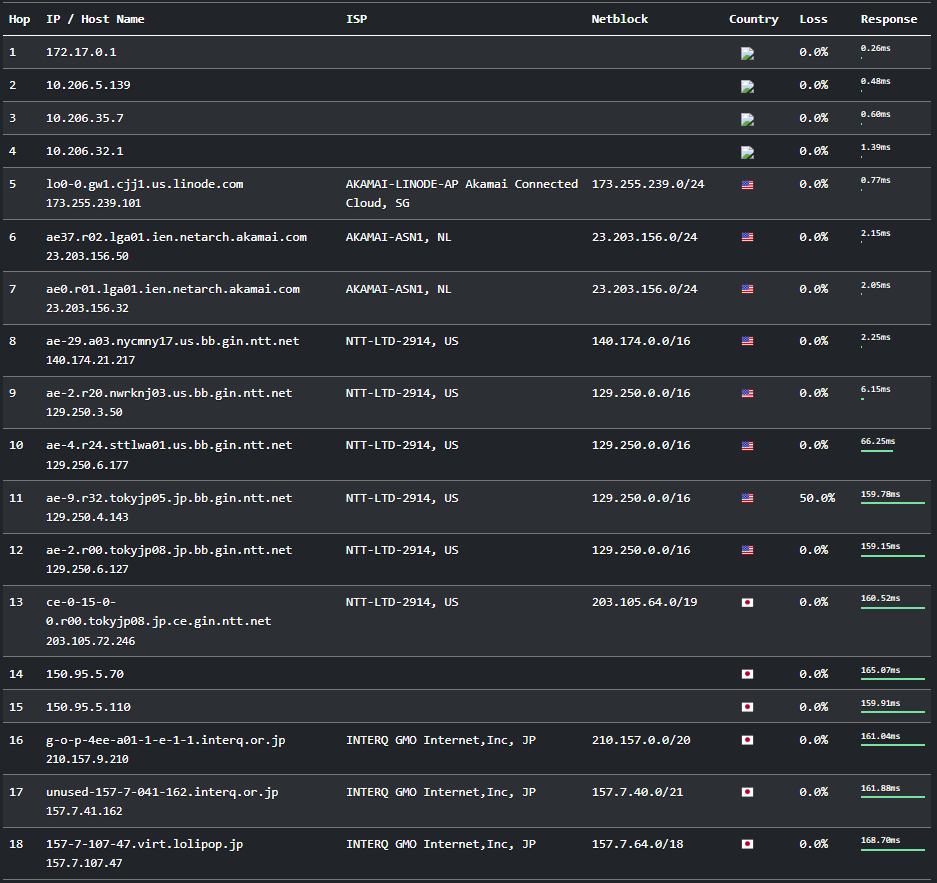 Hop IP / Host Name ISP Netblock Country Loss Response
1 172.17.0.1 0.0% 0.26ms
2 10.206.5.139 0.0% 0.48ms
3 10.206.35.7 0.0% 0.60ms
4 10.206.32.1 0.0% 1.39ms
5 lo0-0.gw1.cjj1.us.linode.com AKAMAI-LINODE-AP Akamai Connected 173.255.239.0/24 0.0% 0.77ms
173.255.239.101 Cloud, SG
6 ae37.r02.lga01.ien.netarch.akamai.com AKAMAI-ASN1, NL 23.203.156.0/24 0.0% 2.15ms
23.203.156.50
7 ae0.r01.lga01.ien.netarch.akamai.com AKAMAI-ASN1, NL 23.203.156.0/24 0.0% 2.05ms
23.203.156.32
8 ae-29.a03.nycmny17.us.bb.gin.ntt.net NTT-LTD-2914, US 140.174.0.0/16 0.0% 2.25ms
140.174.21.217
9 ae-2.r20.nwrknj03.us.bb.gin.ntt.net NTT-LTD-2914, US 129.250.0.0/16 0.0% 6.15ms
129.250.3.50
10 ae-4.r24.sttlwa01.us.bb.gin.ntt.net NTT-LTD-2914, US 129.250.0.0/16 0.0% 66.25ms
129.250.6.177
11 ae-9.r32.tokyjp05.jp.bb.gin.ntt.net NTT-LTD-2914, US 129.250.0.0/16 50.0% 159.78ms
129.250.4.143
12 ae-2.r00.tokyjp08.jp.bb.gin.ntt.net NTT-LTD-2914, US 129.250.0.0/16 0.0% 159.15ms
129.250.6.127
13 ce-0-15-0- NTT-LTD-2914, US 203.105.64.0/19 0.0% 160.52ms
0.r00.tokyjp08.jp.ce.gin.ntt.net
203.105.72.246
14 150.95.5.70 0.0% 165.07ms
15 150.95.5.110 0.0% 159.91ms
16 g-o-p-4ee-a01-1-e-1-1.interq.or.jp INTERQ GMO Internet,Inc, JP 210.157.0.0/20 0.0% 161.04ms
210.157.9.210
17 unused-157-7-041-162.interq.or.jp INTERQ GMO Internet,Inc, JP 157.7.40.0/21 0.0% 161.88ms
157.7.41.162
18 157-7-107-47.virt.lolipop.jp INTERQ GMO Internet,Inc, JP 157.7.64.0/18 0.0% 168.70ms
157.7.107.47